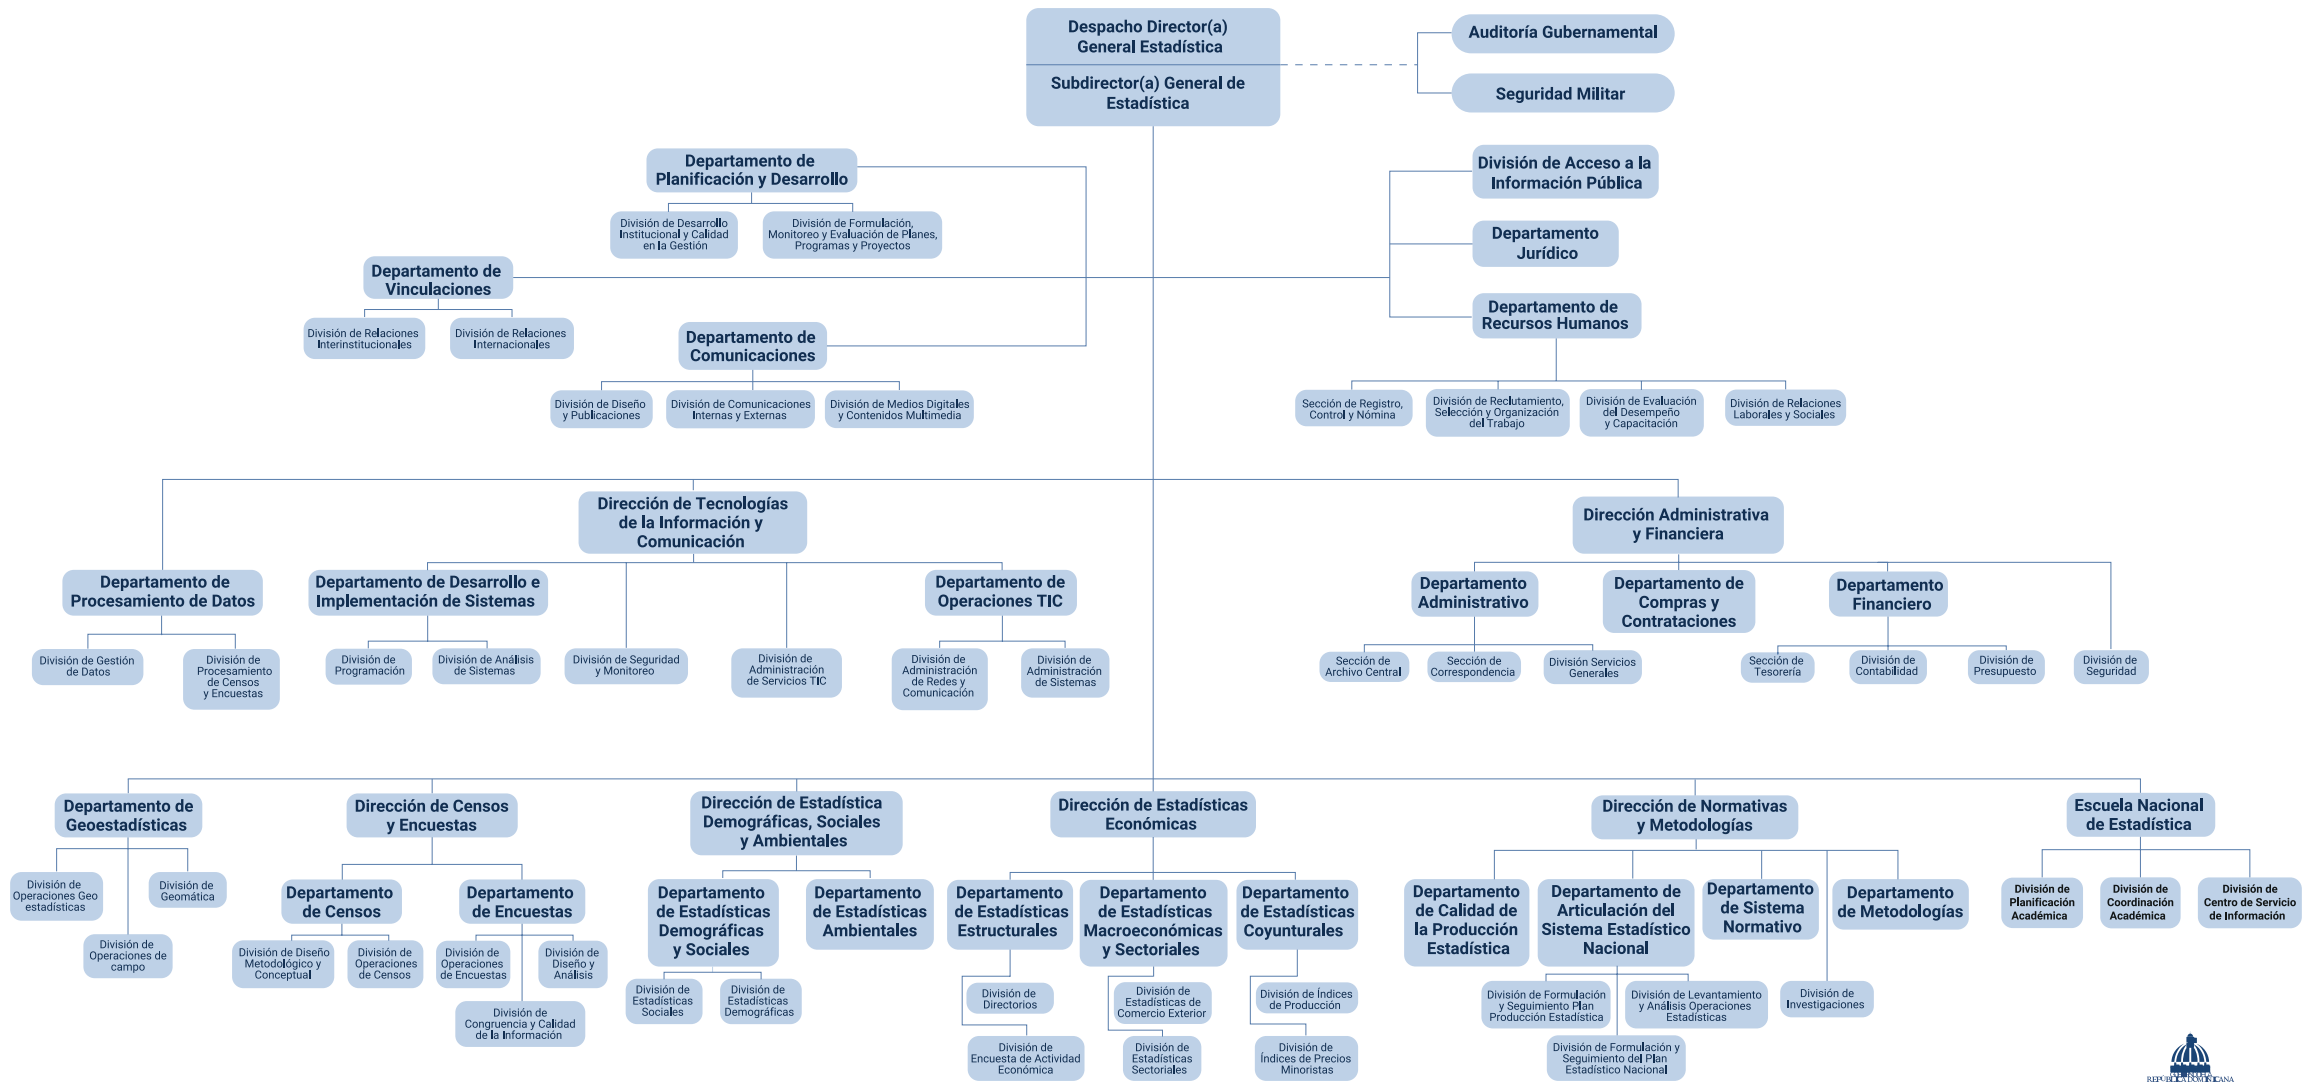 Despacho Director(a)
General Estadística
Subdirector(a) General de
Estadística
Auditoría Gubernamental
Seguridad Militar
Departamento de
Planificación y Desarrollo
División de Desarrollo
Institucional y Calidad
en la Gestión
División de Formulación,
Monitoreo y Evaluación de Planes,
Programas y Proyectos
División de Acceso a la
Información Pública
Departamento
Jurídico
Departamento de
Vinculaciones
División de Relaciones
Interinstitucionales
División de Relaciones
Internacionales
Departamento de
Comunicaciones
División de Diseño
y Publicaciones
División de Comunicaciones
Internas y Externas
División de Medios Digitales
y Contenidos Multimedia
Departamento de
Recursos Humanos
Sección de Registro,
Control y Nómina
División de Reclutamiento,
Selección y Organización
del Trabajo
División de Evaluación
del Desempeño
y Capacitación
División de Relaciones
Laborales y Sociales
Dirección de Tecnologías
de la Información y
Comunicación
Dirección Administrativa
y Financiera
Departamento de
Procesamiento de Datos
División de Gestión
de Datos
División de
Procesamiento
de Censos
y Encuestas
Departamento de Desarrollo e
Implementación de Sistemas
División de
Programación
División de Análisis
de Sistemas
División de Seguridad
y Monitoreo
División de
Administración
de Servicios TIC
Departamento de
Operaciones TIC
División de
Administración
de Redes y
Comunicación
División de
Administración
de Sistemas
Departamento
Administrativo
Sección de
Archivo Central
Sección de
Correspondencia
División Servicios
Generales
Departamento de
Compras y
Contrataciones
Departamento
Financiero
Sección de
Tesorería
División de
Contabilidad
División de
Presupuesto
División de
Seguridad
Departamento de
Geoestadísticas
División de
Operaciones Geo
estadísticas
División de
Geomática
División de
Operaciones de
campo
Dirección de Censos
y Encuestas
Departamento
de Censos
División de Diseño
Metodológico y
Conceptual
División de
Operaciones
de Censos
Departamento
de Encuestas
División de
Operaciones
de Encuestas
División de
Diseño y
Análisis
División de
Congruencia y Calidad
de la Información
Dirección de Estadística
Demográficas, Sociales
y Ambientales
Departamento
de Estadísticas
Demográficas
y Sociales
División de
Estadísticas
Sociales
División de
Estadísticas
Demográficas
Departamento
de Estadísticas
Ambientales
Dirección de Estadísticas
Económicas
Departamento
de Estadísticas
Estructurales
División de
Directorios
División de
Encuesta de Actividad
Económica
Departamento
de Estadísticas
Macroeconómicas
y Sectoriales
División de
Estadísticas de
Comercio Exterior
División de
Estadísticas
Sectoriales
Departamento
de Estadísticas
Coyunturales
División de Índices
de Producción
División de
Índices de Precios
Minoristas
Dirección de Normativas
y Metodologías
Departamento
de Calidad de
la Producción
Estadística
Departamento de
Articulación del
Sistema Estadístico
Nacional
División de Formulación
y Seguimiento Plan
Producción Estadística
División de Levantamiento
y Análisis Operaciones
Estadísticas
División de Formulación y
Seguimiento del Plan
Estadístico Nacional
Departamento
de Sistema
Normativo
División de
Investigaciones
Departamento
de Metodologías
Escuela Nacional
de Estadística
División de
Planificación
Académica
División de
Coordinación
Académica
División de
Centro de Servicio
de Información
REPÚBLICA DOMINICANA